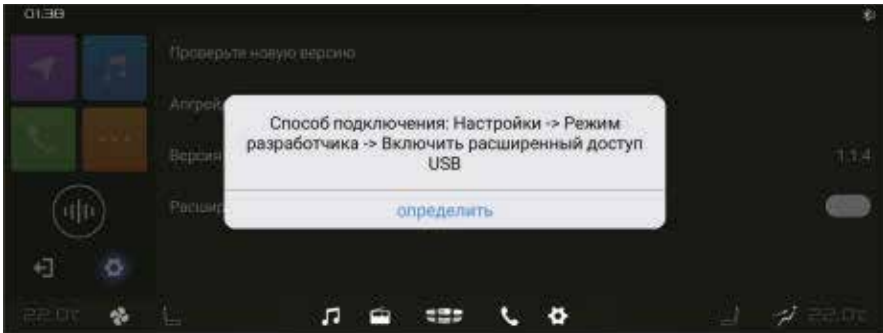 01:38
Проверьте новую версию
Апгрей
Способ подключения: Настройки -> Режим
разработчика -> Включить расширенный доступ
USB
Версия
1.1.4
Расшир
определить
22.0°c
22.0°c